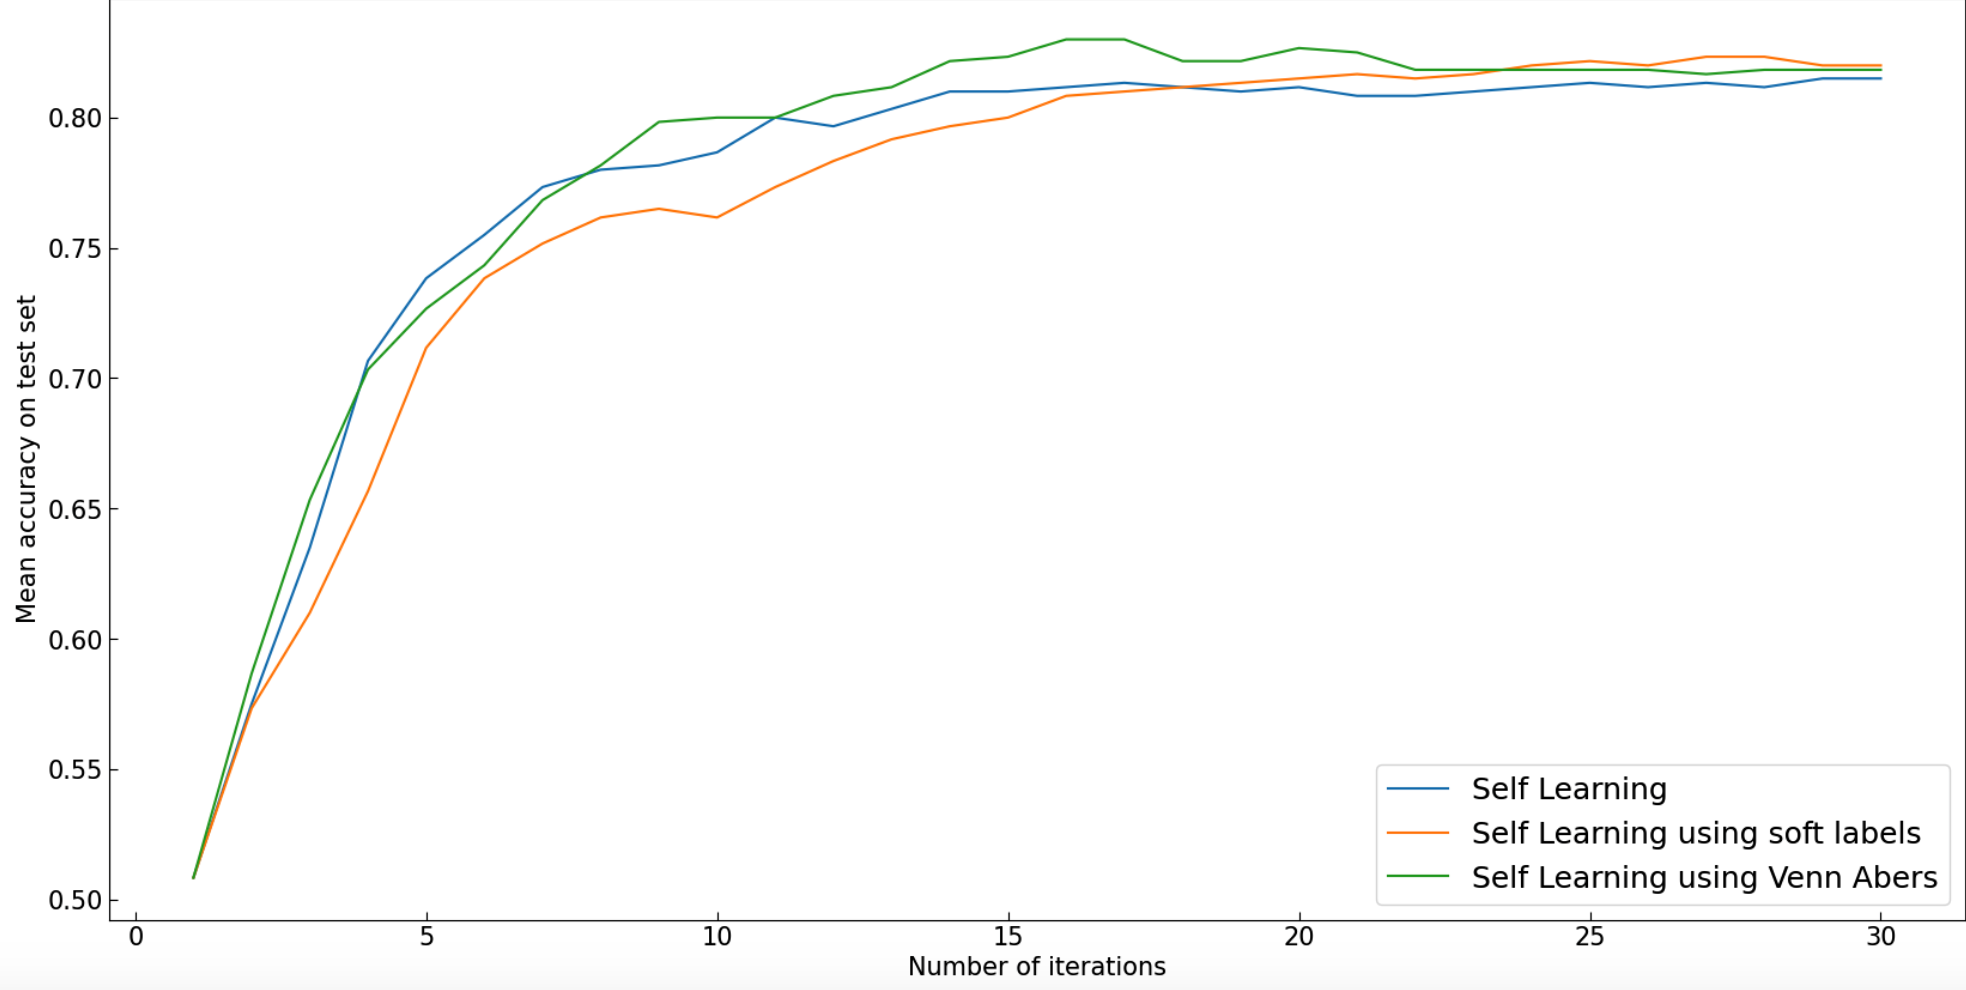 Mean accuracy on test set
0.80
0.75
0.70
0.65
0.60
0.55
0.50
0 5 10 15 20 25 30
Number of iterations
Self Learning
Self Learning using soft labels
Self Learning using Venn Abers